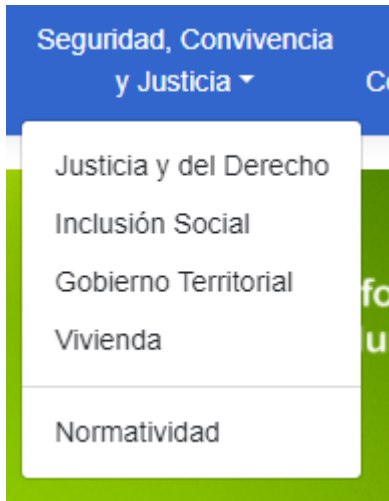 Seguridad, Convivencia
y Justicia
Justicia y del Derecho
Inclusión Social
Gobierno Territorial
Vivienda
Normatividad